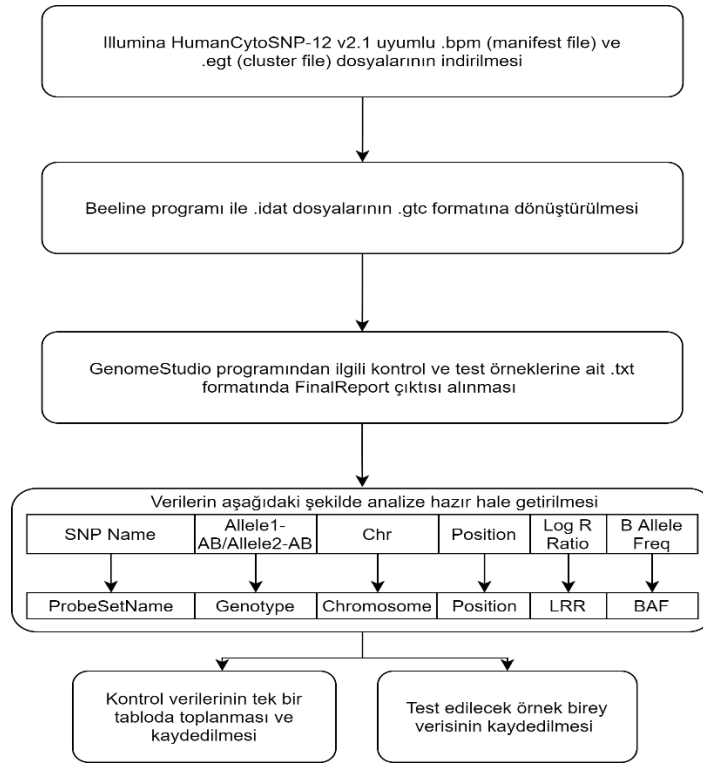 Illumina HumanCytoSNP-12 v2.1 uyumlu .bpm (manifest file) ve
.egt (cluster file) dosyalarının indirilmesi
Beeline programı ile .idat dosyalarının .gtc formatına dönüştürülmesi
GenomeStudio programından ilgili kontrol ve test örneklerine ait .txt
formatında FinalReport çıktısı alınması
Verilerin aşağıdaki şekilde analize hazır hale getirilmesi
SNP Name
Allele1-
AB/Allele2-AB
Chr
Position
Log R
Ratio
B Allele
Freq
ProbeSetName
Genotype
Chromosome
Position
LRR
BAF
Kontrol verilerinin tek bir
tabloda toplanması ve
kaydedilmesi
Test edilecek örnek birey
verisinin kaydedilmesi